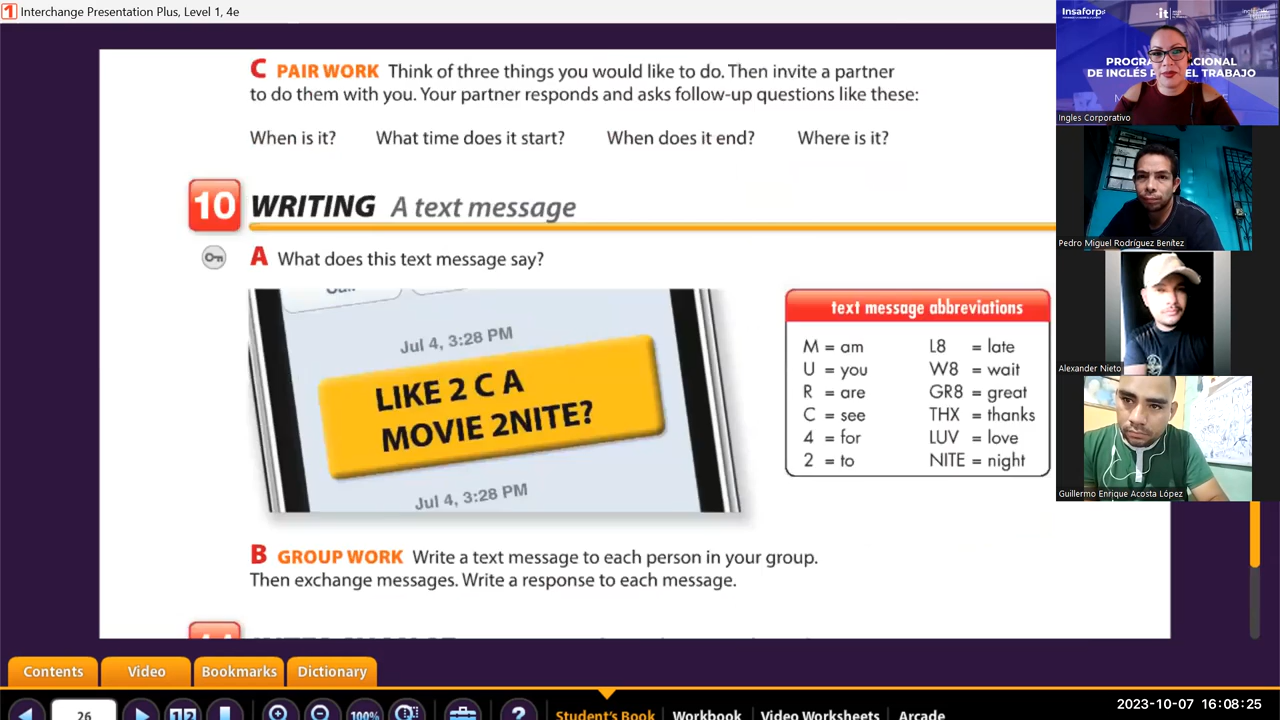 Interchange Presentation Plus, Level 1, 4e
C PAIR WORK Think of three things you would like to do. Then invite a partner
to do them with you. Your partner responds and asks follow-up questions like these:
When is it? What time does it start? When does it end? Where is it?
10 WRITING A text message
A What does this text message say?
Jul 4, 3:28 PM
LIKE 2 C A
MOVIE 2NITE?
Jul 4, 3:28 PM
text message abbreviations
M = am L8 = late
U = you W8 = wait
R = are GR8 = great
C = see THX = thanks
4 = for LUV = love
2 = to NITE = night
B GROUP WORK Write a text message to each person in your group.
Then exchange messages. Write a response to each message.
Insaforp
DE INGLÉS
EL TRABAJO
Ingles Corporativo
Pedro Miguel Rodríguez Benítez
Alexander Nieto
Guillermo Enrique Acosta López
Contents Video Bookmarks Dictionary
26 100% ? Student's Book Workbook Video Worksheets Arcade
2023-10-07 16:08:25